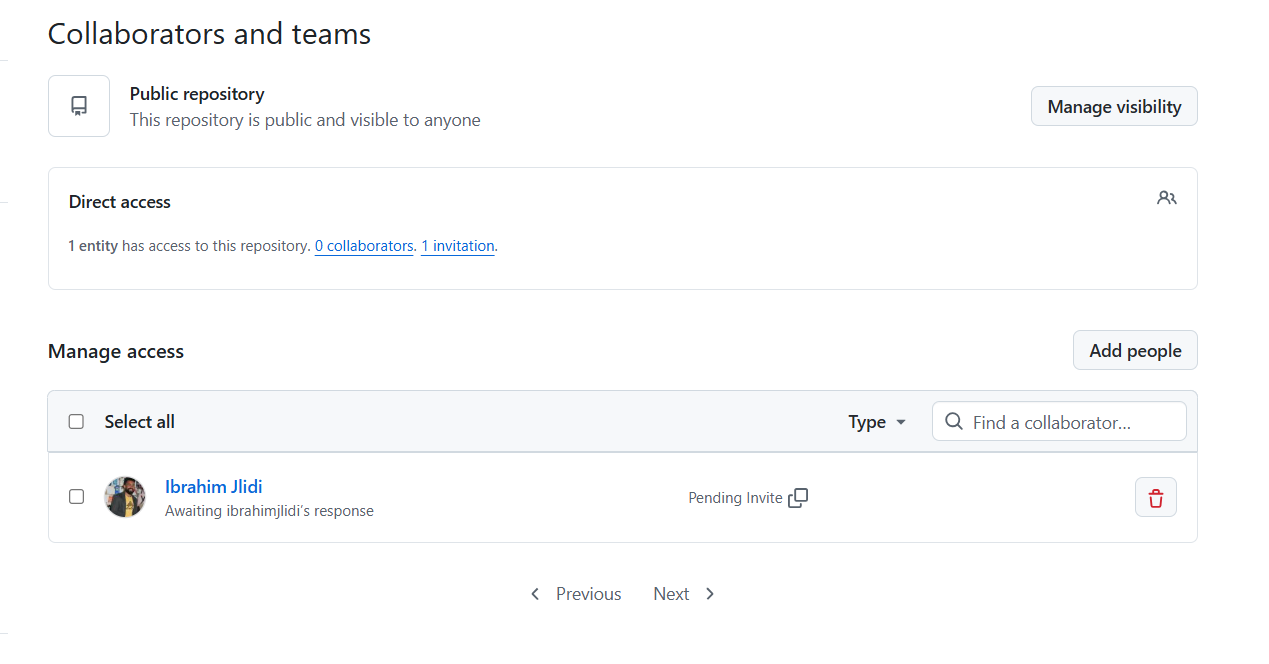 Collaborators and teams
Public repository
This repository is public and visible to anyone
Manage visibility
Direct access
1 entity has access to this repository. 0 collaborators. 1 invitation.
Manage access
Add people
Select all
Type
Find a collaborator...
Ibrahim Jlidi
Awaiting ibrahimjlidi's response
Pending Invite
Previous
Next